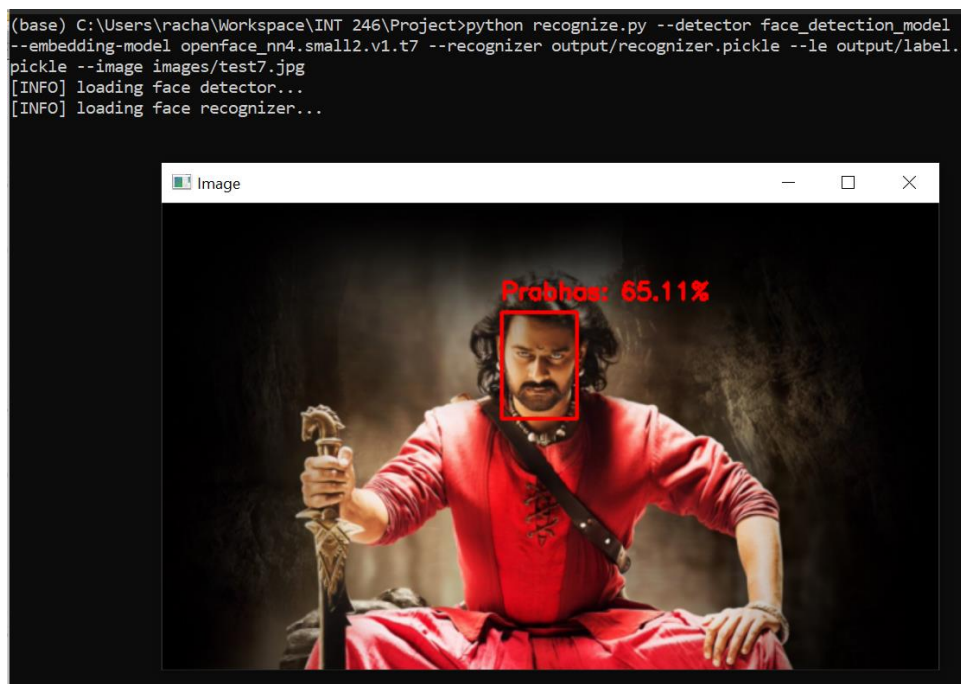 (base) C:\Users\racha\Workspace\INT 246\Project>python recognize.py --detector face_detection_model
--embedding-model openface_nn4.small2.v1.t7 --recognizer output/recognizer.pickle --le output/label.
pickle --image images/test7.jpg
[INFO] loading face detector...
[INFO] loading face recognizer...
Image
Prabhas: 65.11%